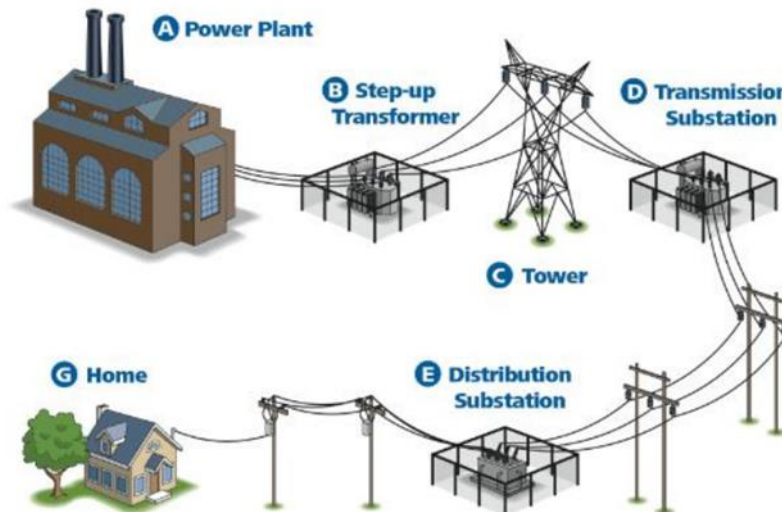 A Power Plant
B Step-up
Transformer
D Transmission
Substation
C Tower
G Home
E Distribution
Substation